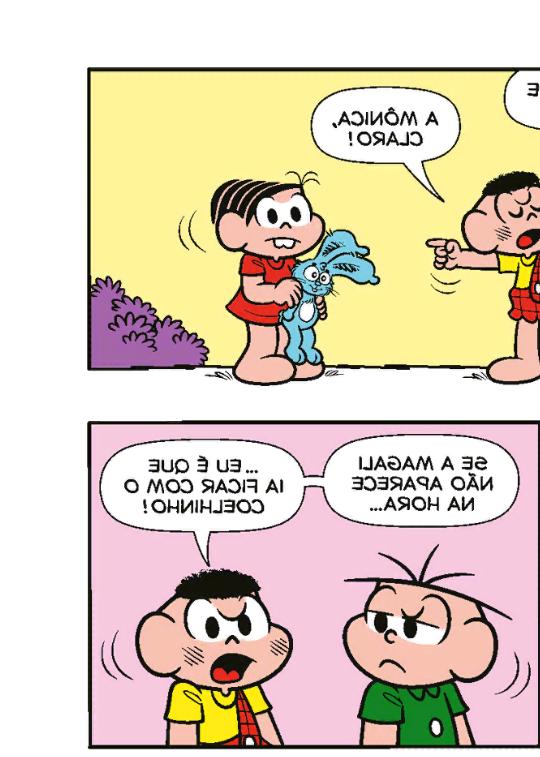 A MÔNICA,
CLARO!
SE A MAGALI
NÃO APARECE
NA HORA...
...EU É QUE
IA FICAR COM O
COELHINHO!